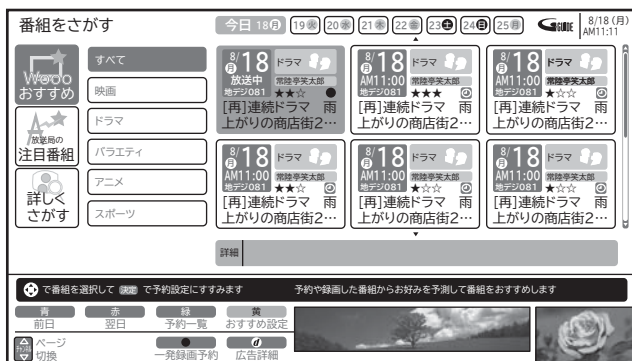 番組をさがす
今日 18月 19火 20水 21木 22金 23土 24日 25月
GGUIDE
8/18(月)
AM11:11
Wooo
おすすめ
放送局の
注目番組
詳しく
さがす
すべて
映画
ドラマ
バラエティ
アニメ
スポーツ
8/18 月 ドラマ
放送中 常陸亭笑太郎
地デジ081 ★★☆
[再]連続ドラマ 雨
上がりの商店街2…
8/18 月 ドラマ
AM11:00 常陸亭笑太郎
地デジ081 ★★★
[再]連続ドラマ 雨
上がりの商店街2…
8/18 月 ドラマ
AM11:00 常陸亭笑太郎
地デジ081 ★☆☆
[再]連続ドラマ 雨
上がりの商店街2…
8/18 月 ドラマ
AM11:00 常陸亭笑太郎
地デジ081 ★★☆
[再]連続ドラマ 雨
上がりの商店街2…
8/18 月 ドラマ
AM11:00 常陸亭笑太郎
地デジ081 ★☆☆
[再]連続ドラマ 雨
上がりの商店街2…
8/18 月 ドラマ
AM11:00 常陸亭笑太郎
地デジ081 ★☆☆
[再]連続ドラマ 雨
上がりの商店街2…
詳細
で番組を選択して 決定 で予約設定にすすみます 予約や録画した番組からお好みを予測して番組をおすすめします
青 赤 緑 黄
前日 翌日 予約一覧 おすすめ設定
チャンネル ページ
切換
● d
一発録画予約 広告詳細